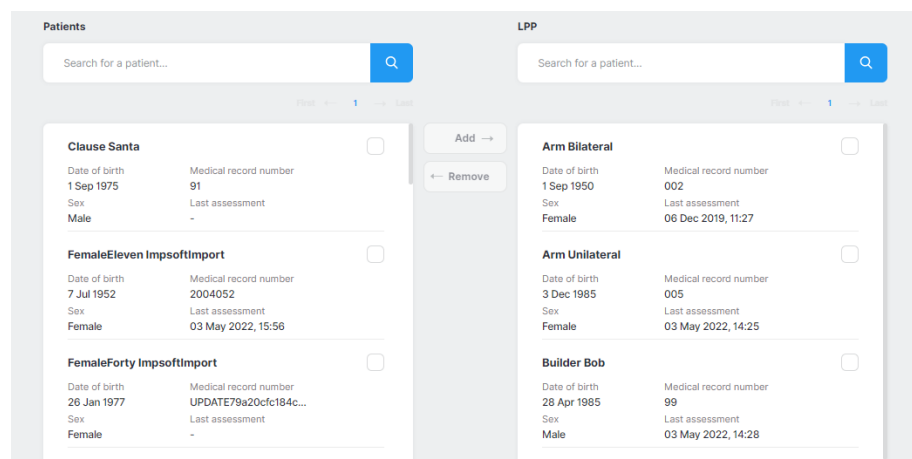 Patients
Search for a patient...
First ← 1 → Last
Clause Santa
Date of birth Medical record number
1 Sep 1975 91
Sex Last assessment
Male -
FemaleEleven ImpsoftImport
Date of birth Medical record number
7 Jul 1952 2004052
Sex Last assessment
Female 03 May 2022, 15:56
FemaleForty ImpsoftImport
Date of birth Medical record number
26 Jan 1977 UPDATE79a20cfc184c...
Sex Last assessment
Female -
Add →
← Remove
LPP
Search for a patient...
First ← 1 → Last
Arm Bilateral
Date of birth Medical record number
1 Sep 1950 002
Sex Last assessment
Female 06 Dec 2019, 11:27
Arm Unilateral
Date of birth Medical record number
3 Dec 1985 005
Sex Last assessment
Female 03 May 2022, 14:25
Builder Bob
Date of birth Medical record number
28 Apr 1985 99
Sex Last assessment
Male 03 May 2022, 14:28